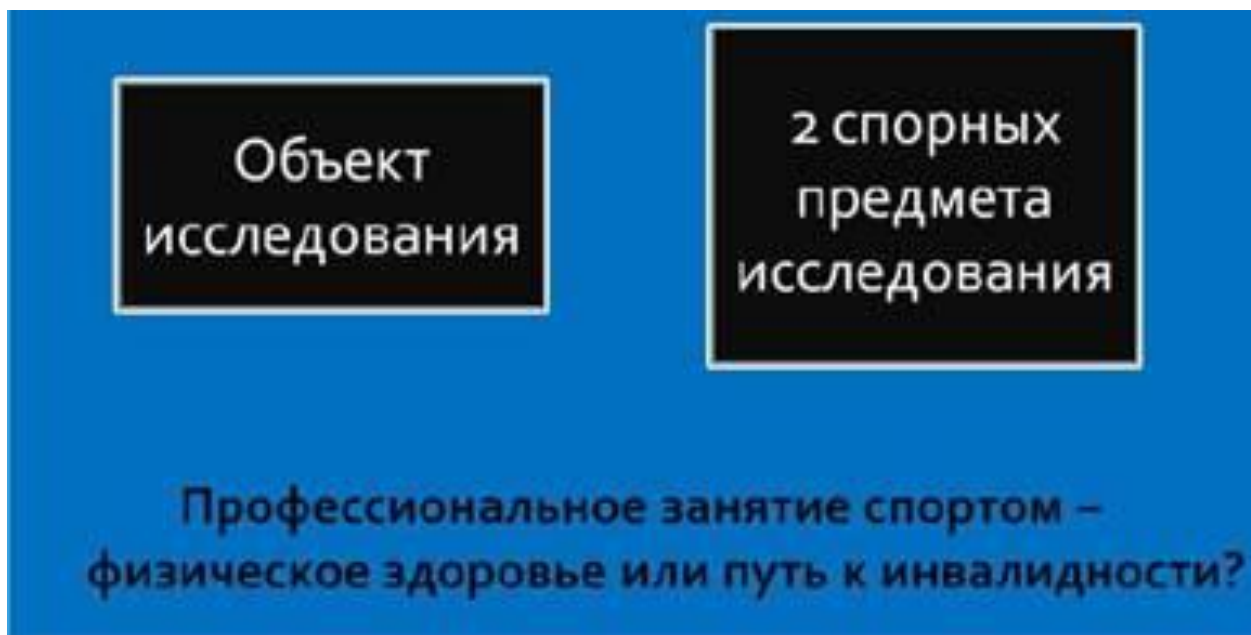 Объект
исследования
2 спорных
предмета
исследования
Профессиональное занятие спортом –
физическое здоровье или путь к инвалидности?